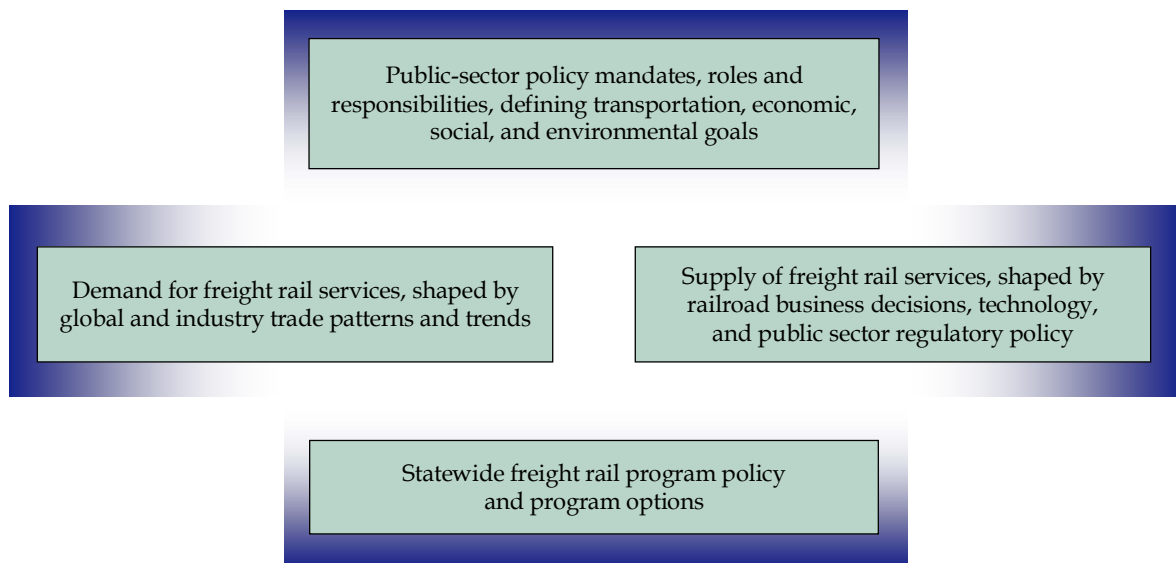 Public-sector policy mandates, roles and
responsibilities, defining transportation, economic,
social, and environmental goals
Demand for freight rail services, shaped by
global and industry trade patterns and trends
Supply of freight rail services, shaped by
railroad business decisions, technology,
and public sector regulatory policy
Statewide freight rail program policy
and program options